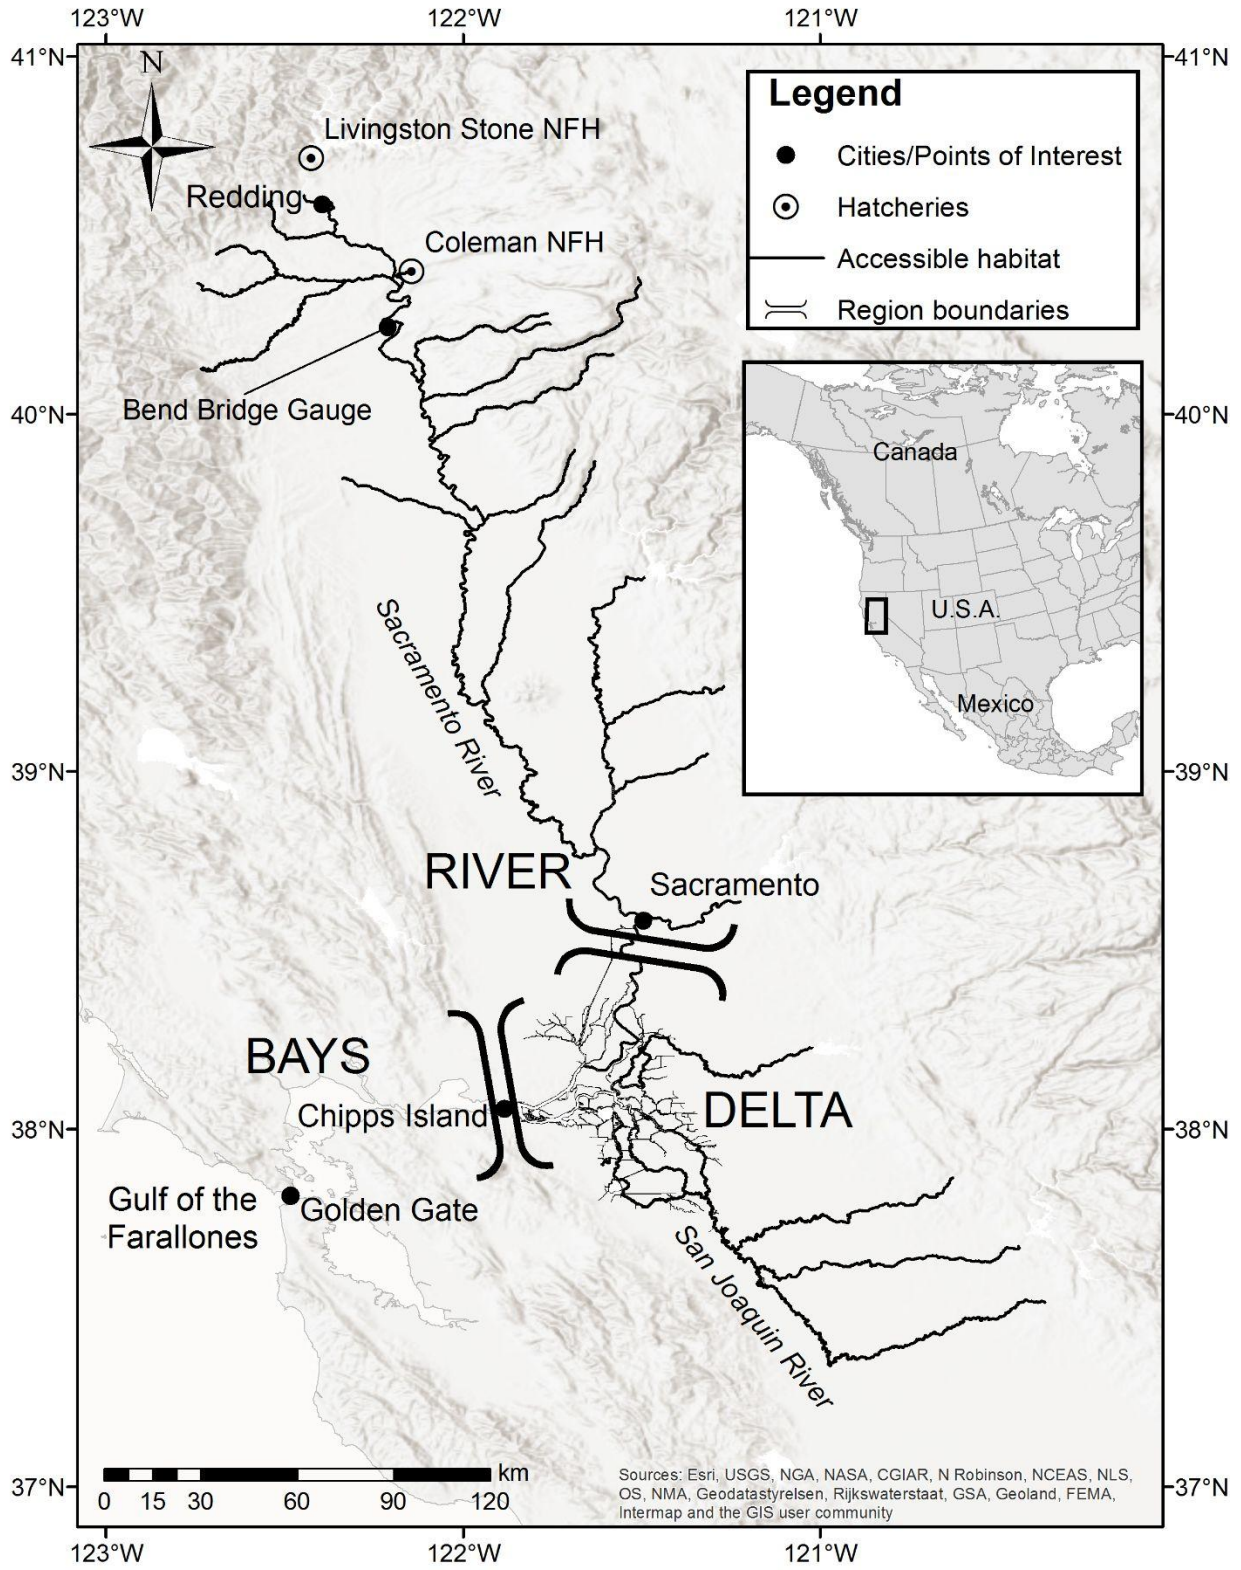 123°W 122°W 121°W
41°N 41°N
N
Legend
Livingston Stone NFH
Cities/Points of Interest
Redding
Hatcheries
Coleman NFH
Accessible habitat
Region boundaries
Bend Bridge Gauge
40°N 40°N
Canada
U.S.A.
Mexico
Sacramento River
39°N 39°N
RIVER
Sacramento
BAYS
DELTA
Chipps Island
38°N 38°N
Gulf of the
Farallones
Golden Gate
San Joaquin River
km
0 15 30 60 90 120
Sources: Esri, USGS, NGA, NASA, CGIAR, N Robinson, NCEAS, NLS,
OS, NMA, Geodatastyrelsen, Rijkswaterstaat, GSA, Geoland, FEMA,
Intermap and the GIS user community
37°N 37°N
123°W 122°W 121°W